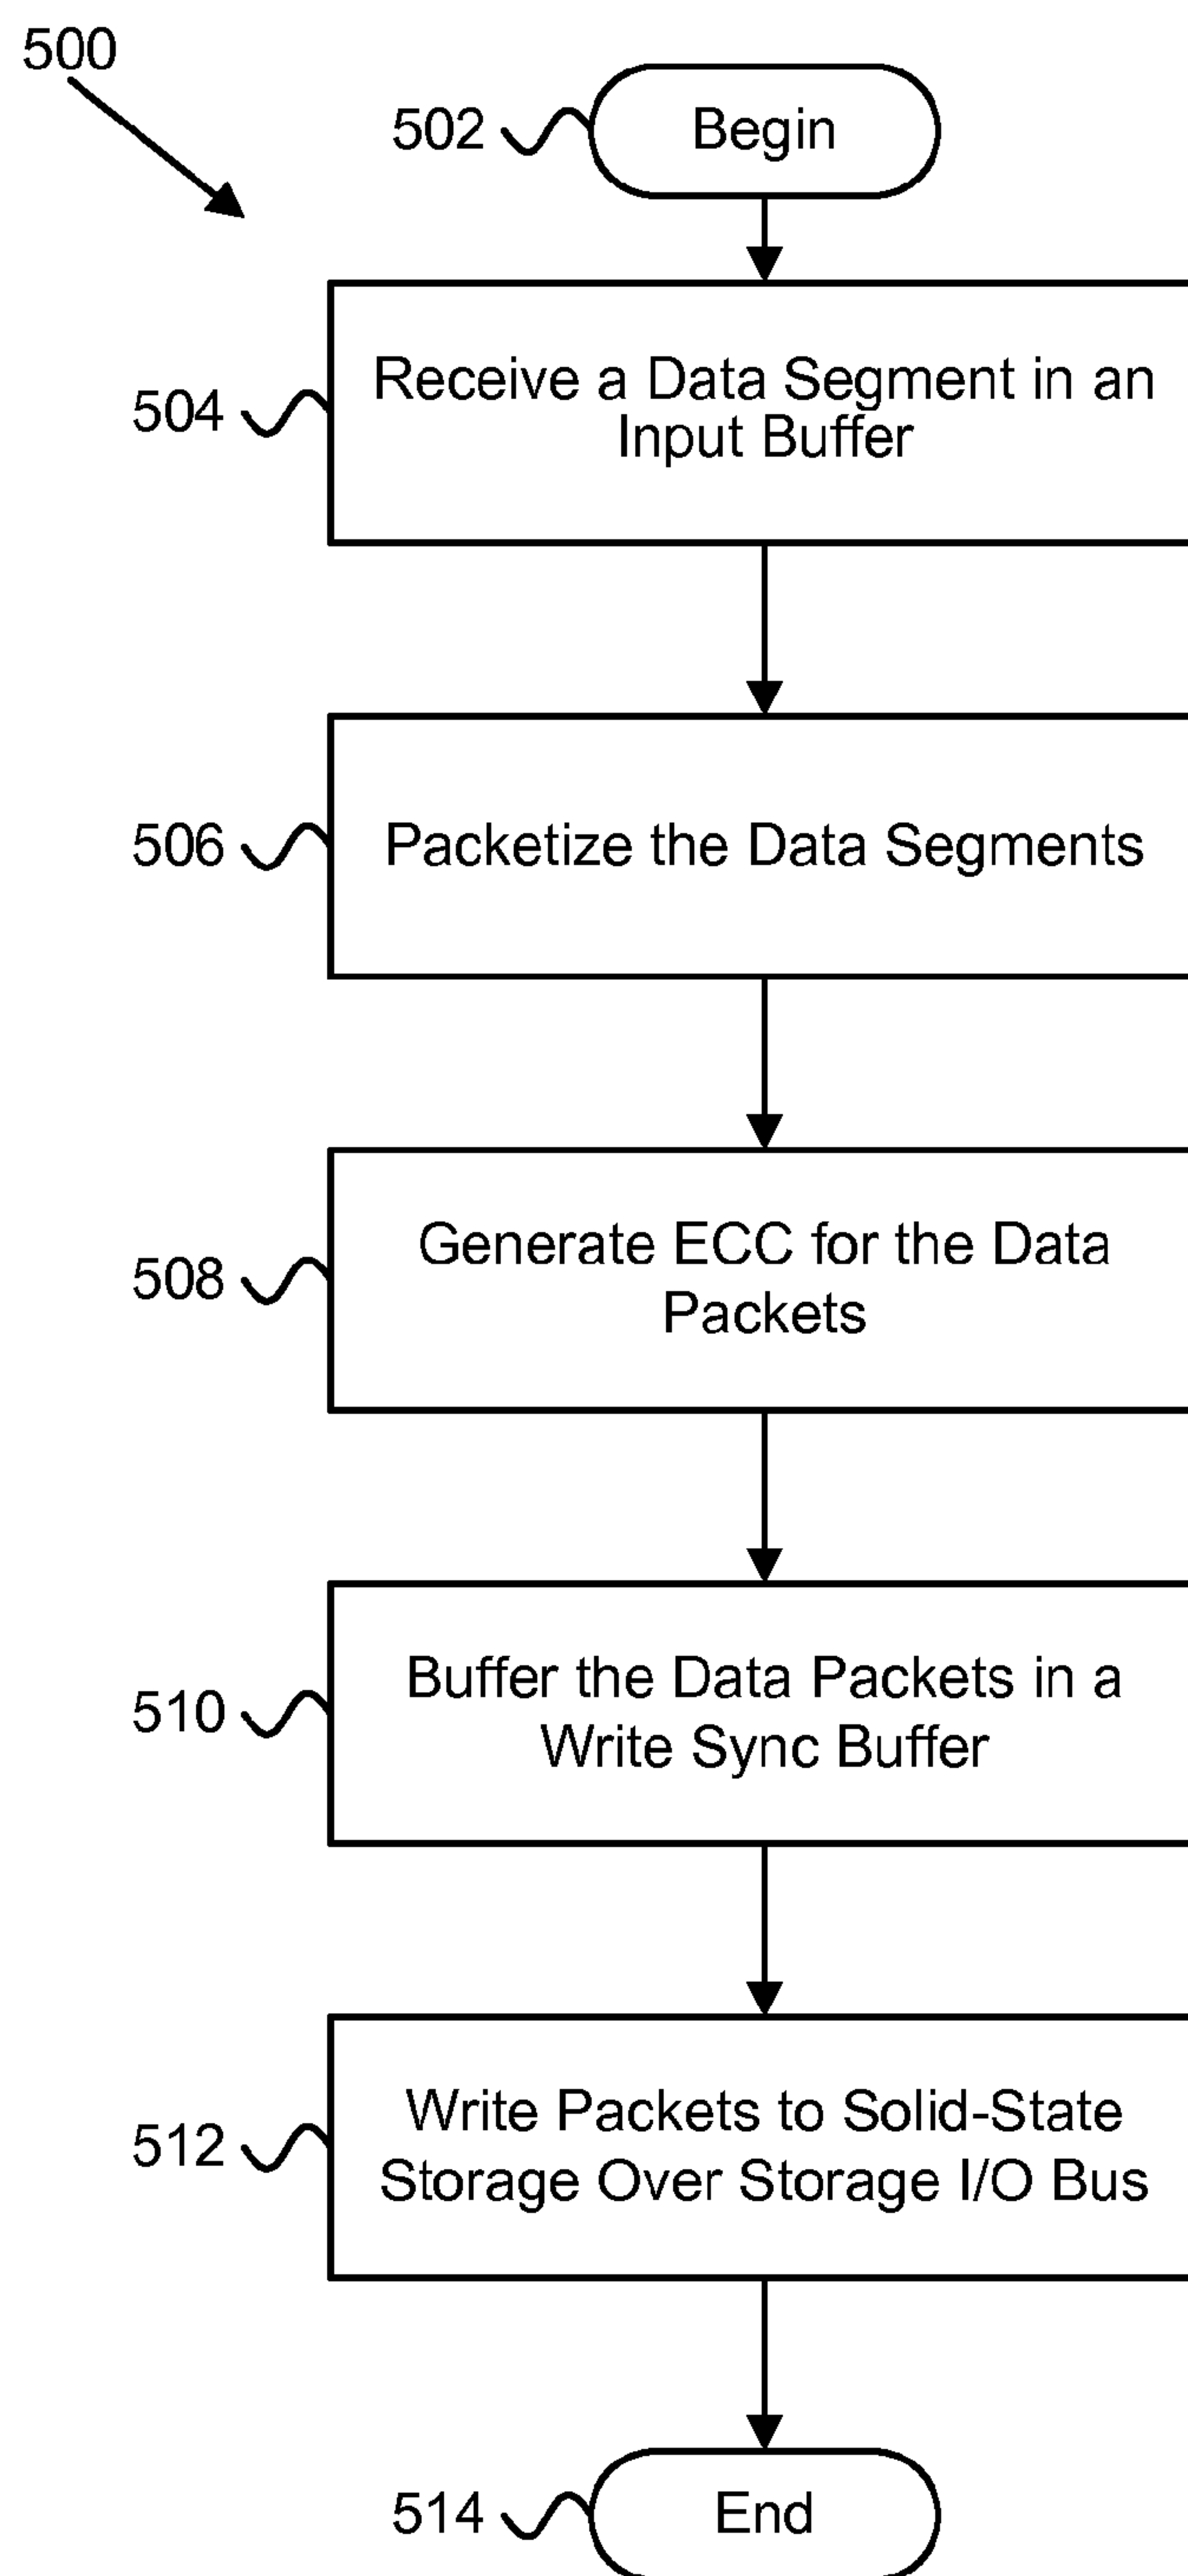 500
502 Begin
504 Receive a Data Segment in an
Input Buffer
506 Packetize the Data Segments
508 Generate ECC for the Data
Packets
510 Buffer the Data Packets in a
Write Sync Buffer
512 Write Packets to Solid-State
Storage Over Storage I/O Bus
514 End